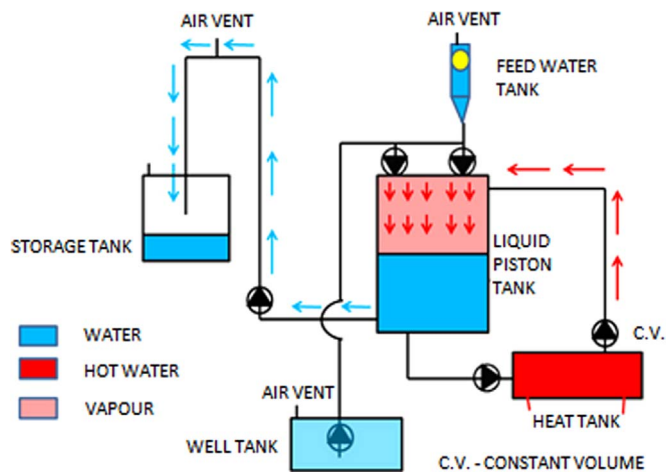 AIR VENT
AIR VENT
FEED WATER
TANK
STORAGE TANK
LIQUID
PISTON
TANK
WATER
HOT WATER
VAPOUR
C.V.
AIR VENT
WELL TANK
HEAT TANK
C.V. - CONSTANT VOLUME